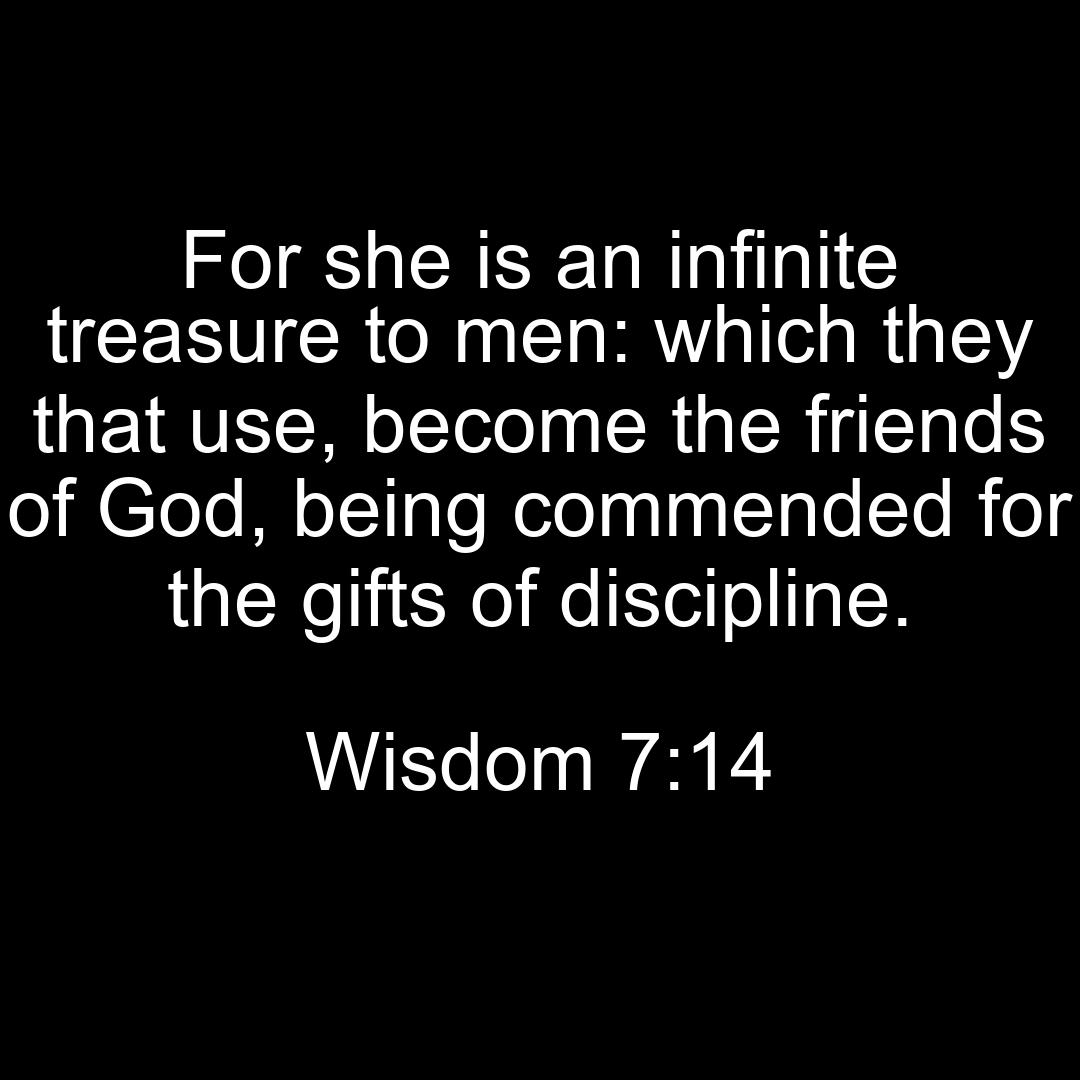 For she is an infinite
treasure to men: which they
that use, become the friends
of God, being commended for
the gifts of discipline.
Wisdom 7:14